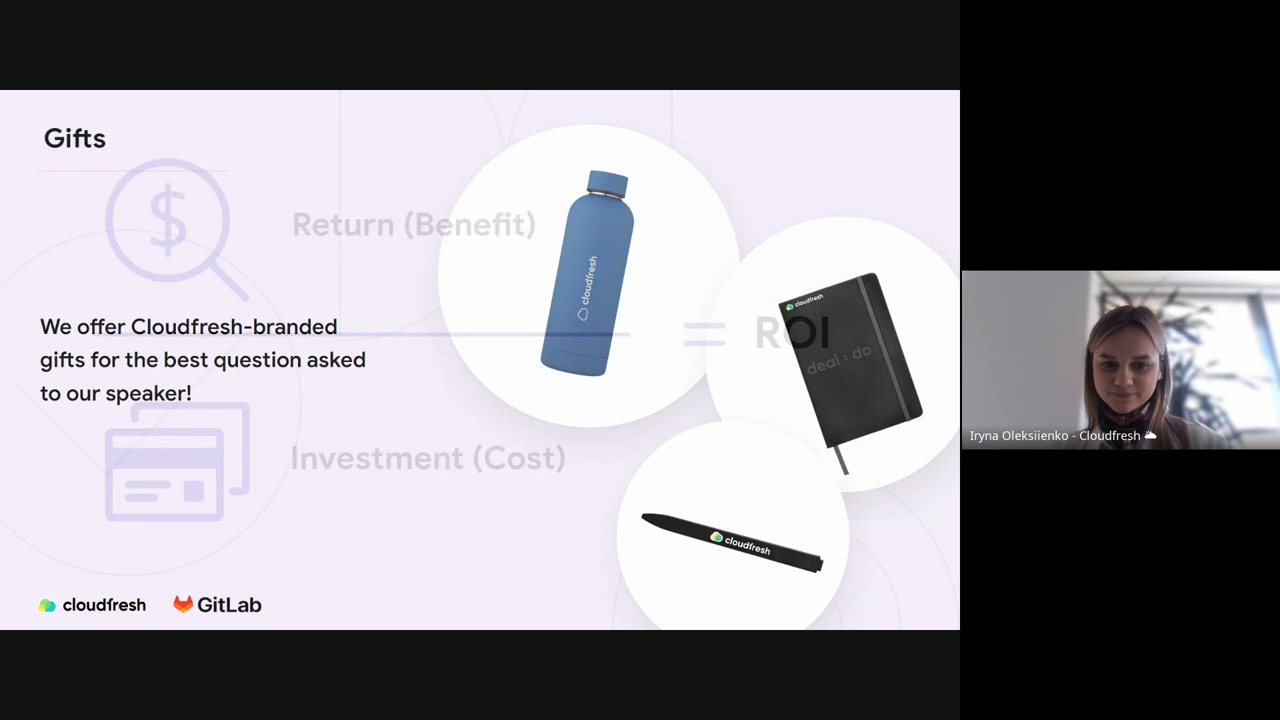 Gifts
Return (Benefit)
We offer Cloudfresh-branded
gifts for the best question asked
to our speaker!
= ROI
Investment (Cost)
cloudfresh
cloudfresh
deal › do
cloudfresh
cloudfresh
GitLab
$
Iryna Oleksiienko - Cloudfresh